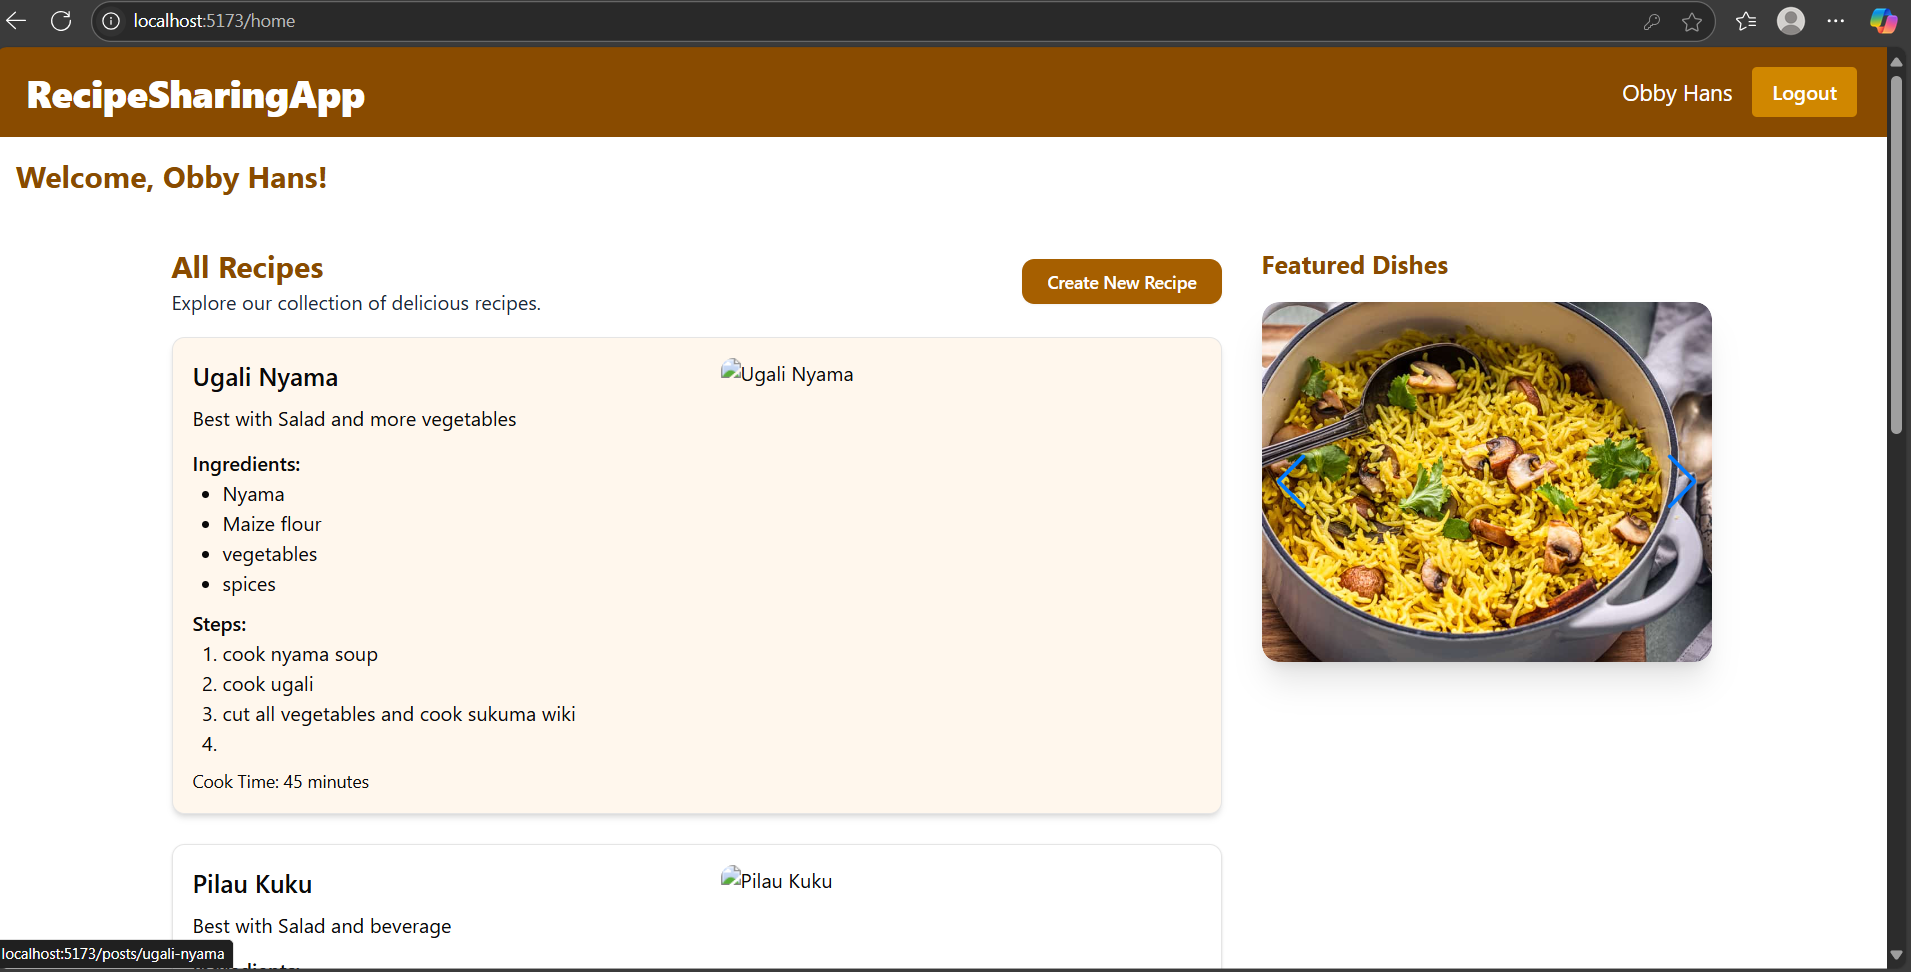 localhost:5173/home
RecipeSharingApp
Obby Hans
Logout
Welcome, Obby Hans!
All Recipes
Explore our collection of delicious recipes.
Create New Recipe
Featured Dishes
Ugali Nyama
Ugali Nyama
Best with Salad and more vegetables
Ingredients:
Nyama
Maize flour
vegetables
spices
Steps:
1. cook nyama soup
2. cook ugali
3. cut all vegetables and cook sukuma wiki
4.
Cook Time: 45 minutes
Pilau Kuku
Pilau Kuku
Best with Salad and beverage
localhost:5173/posts/ugali-nyama